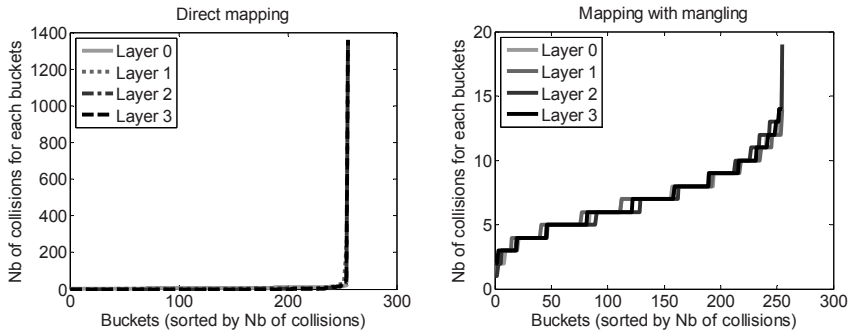 Direct mapping
Nb of collisions for each buckets
1400
1200
1000
800
600
400
200
0
Layer 0
Layer 1
Layer 2
Layer 3
0
100
200
300
Buckets (sorted by Nb of collisions)
Mapping with mangling
Nb of collisions for each buckets
20
15
10
5
0
Layer 0
Layer 1
Layer 2
Layer 3
0
50
100
150
200
250
300
Buckets (sorted by Nb of collisions)